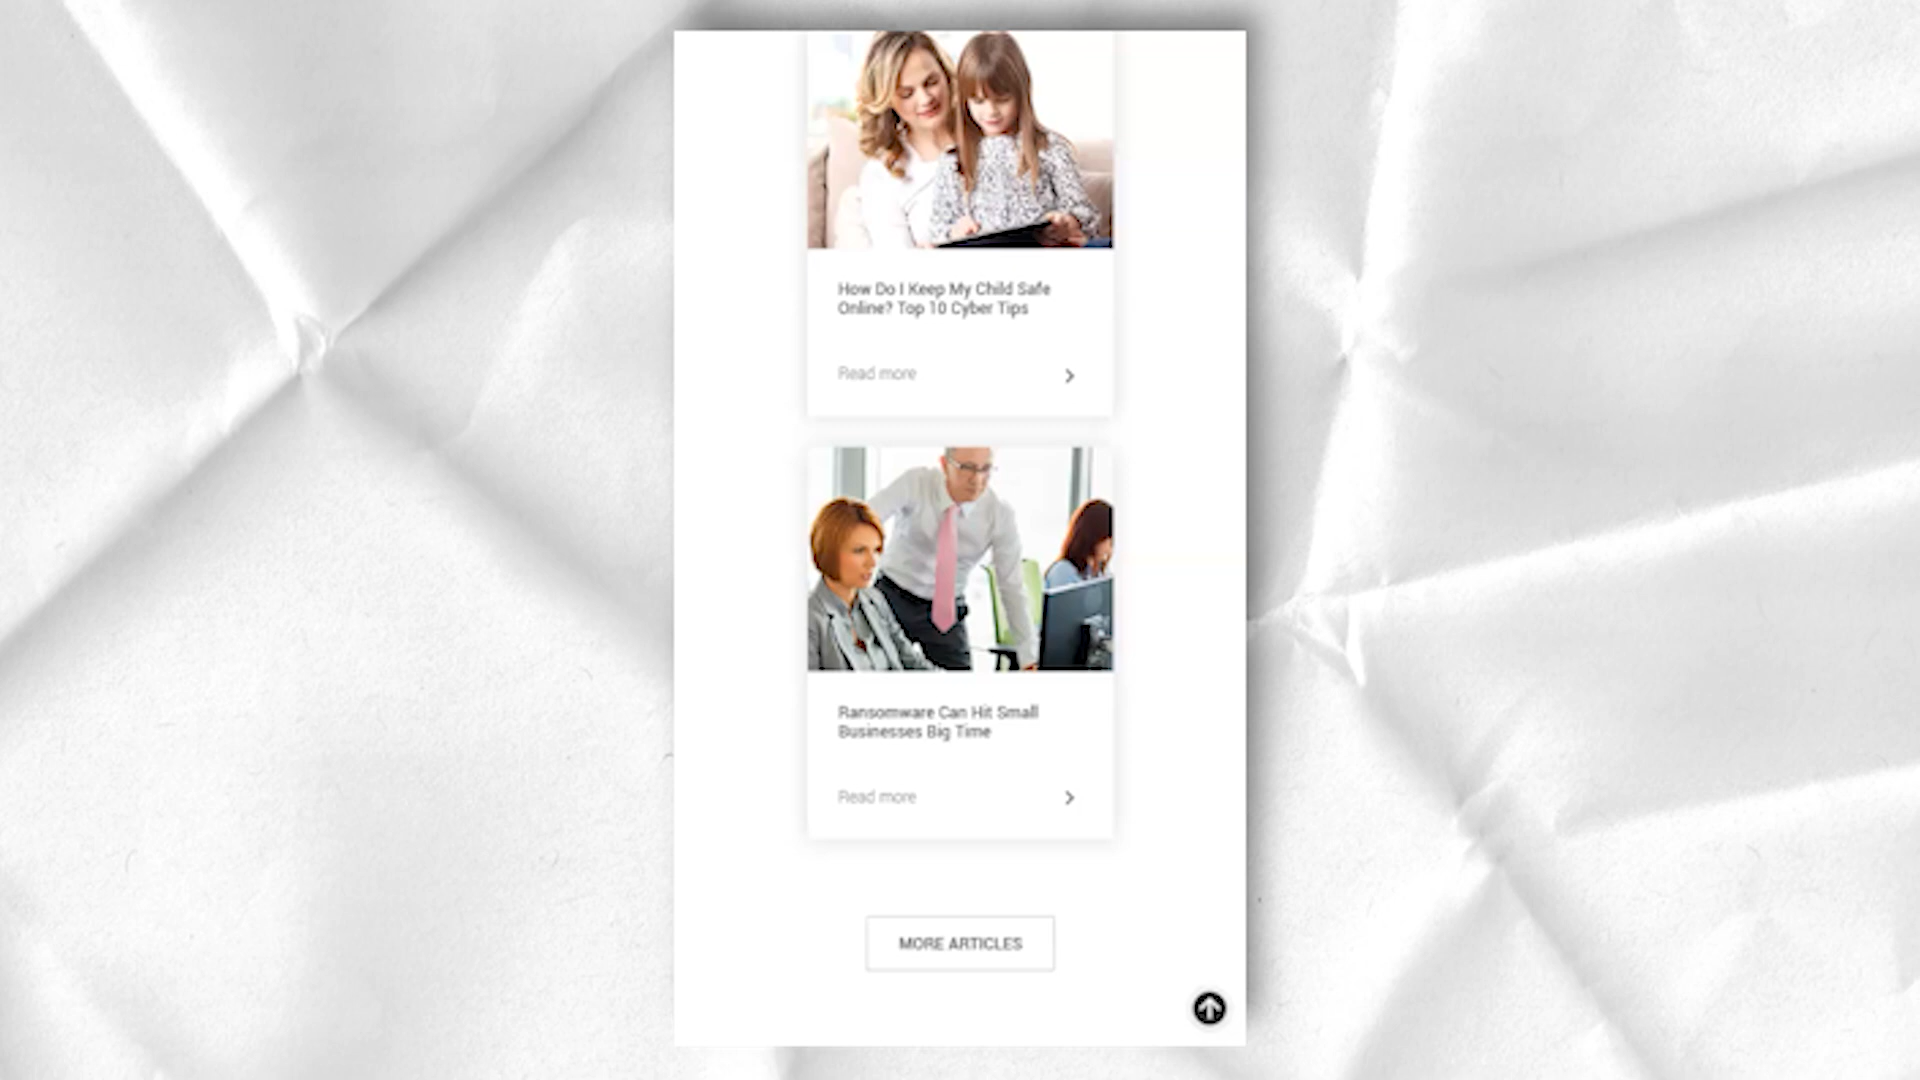 How Do I Keep My Child Safe
Online? Top 10 Cyber Tips
Read more
Ransomware Can Hit Small
Businesses Big Time
Read more
MORE ARTICLES